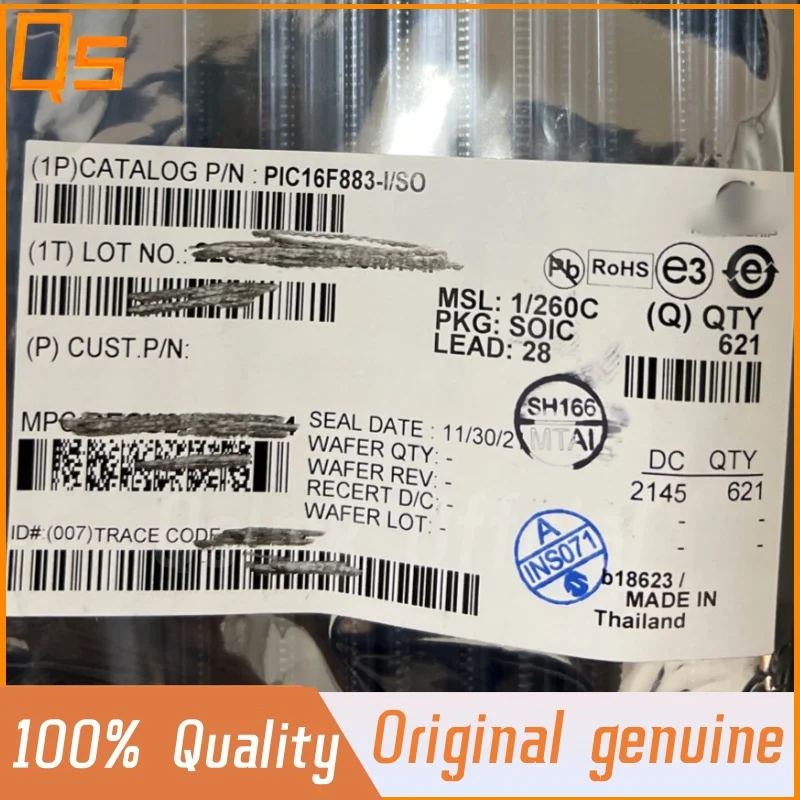 Qs
(1P)CATALOG P/N : PIC16F883-I/SO
(1T) LOT NO.:
Pb RoHS e3 e
MSL: 1/260C
PKG: SOIC
LEAD: 28
(Q) QTY
621
(P) CUST.P/N:
SH166
MTAI
SEAL DATE : 11/30/2
WAFER QTY: -
WAFER REV: -
RECERT D/C: -
WAFER LOT: -
DC QTY
2145 621
- -
- -
ID#:(007)TRACE CODE
A
INS071
b18623 /
MADE IN
Thailand
100% Quality
Original genuine